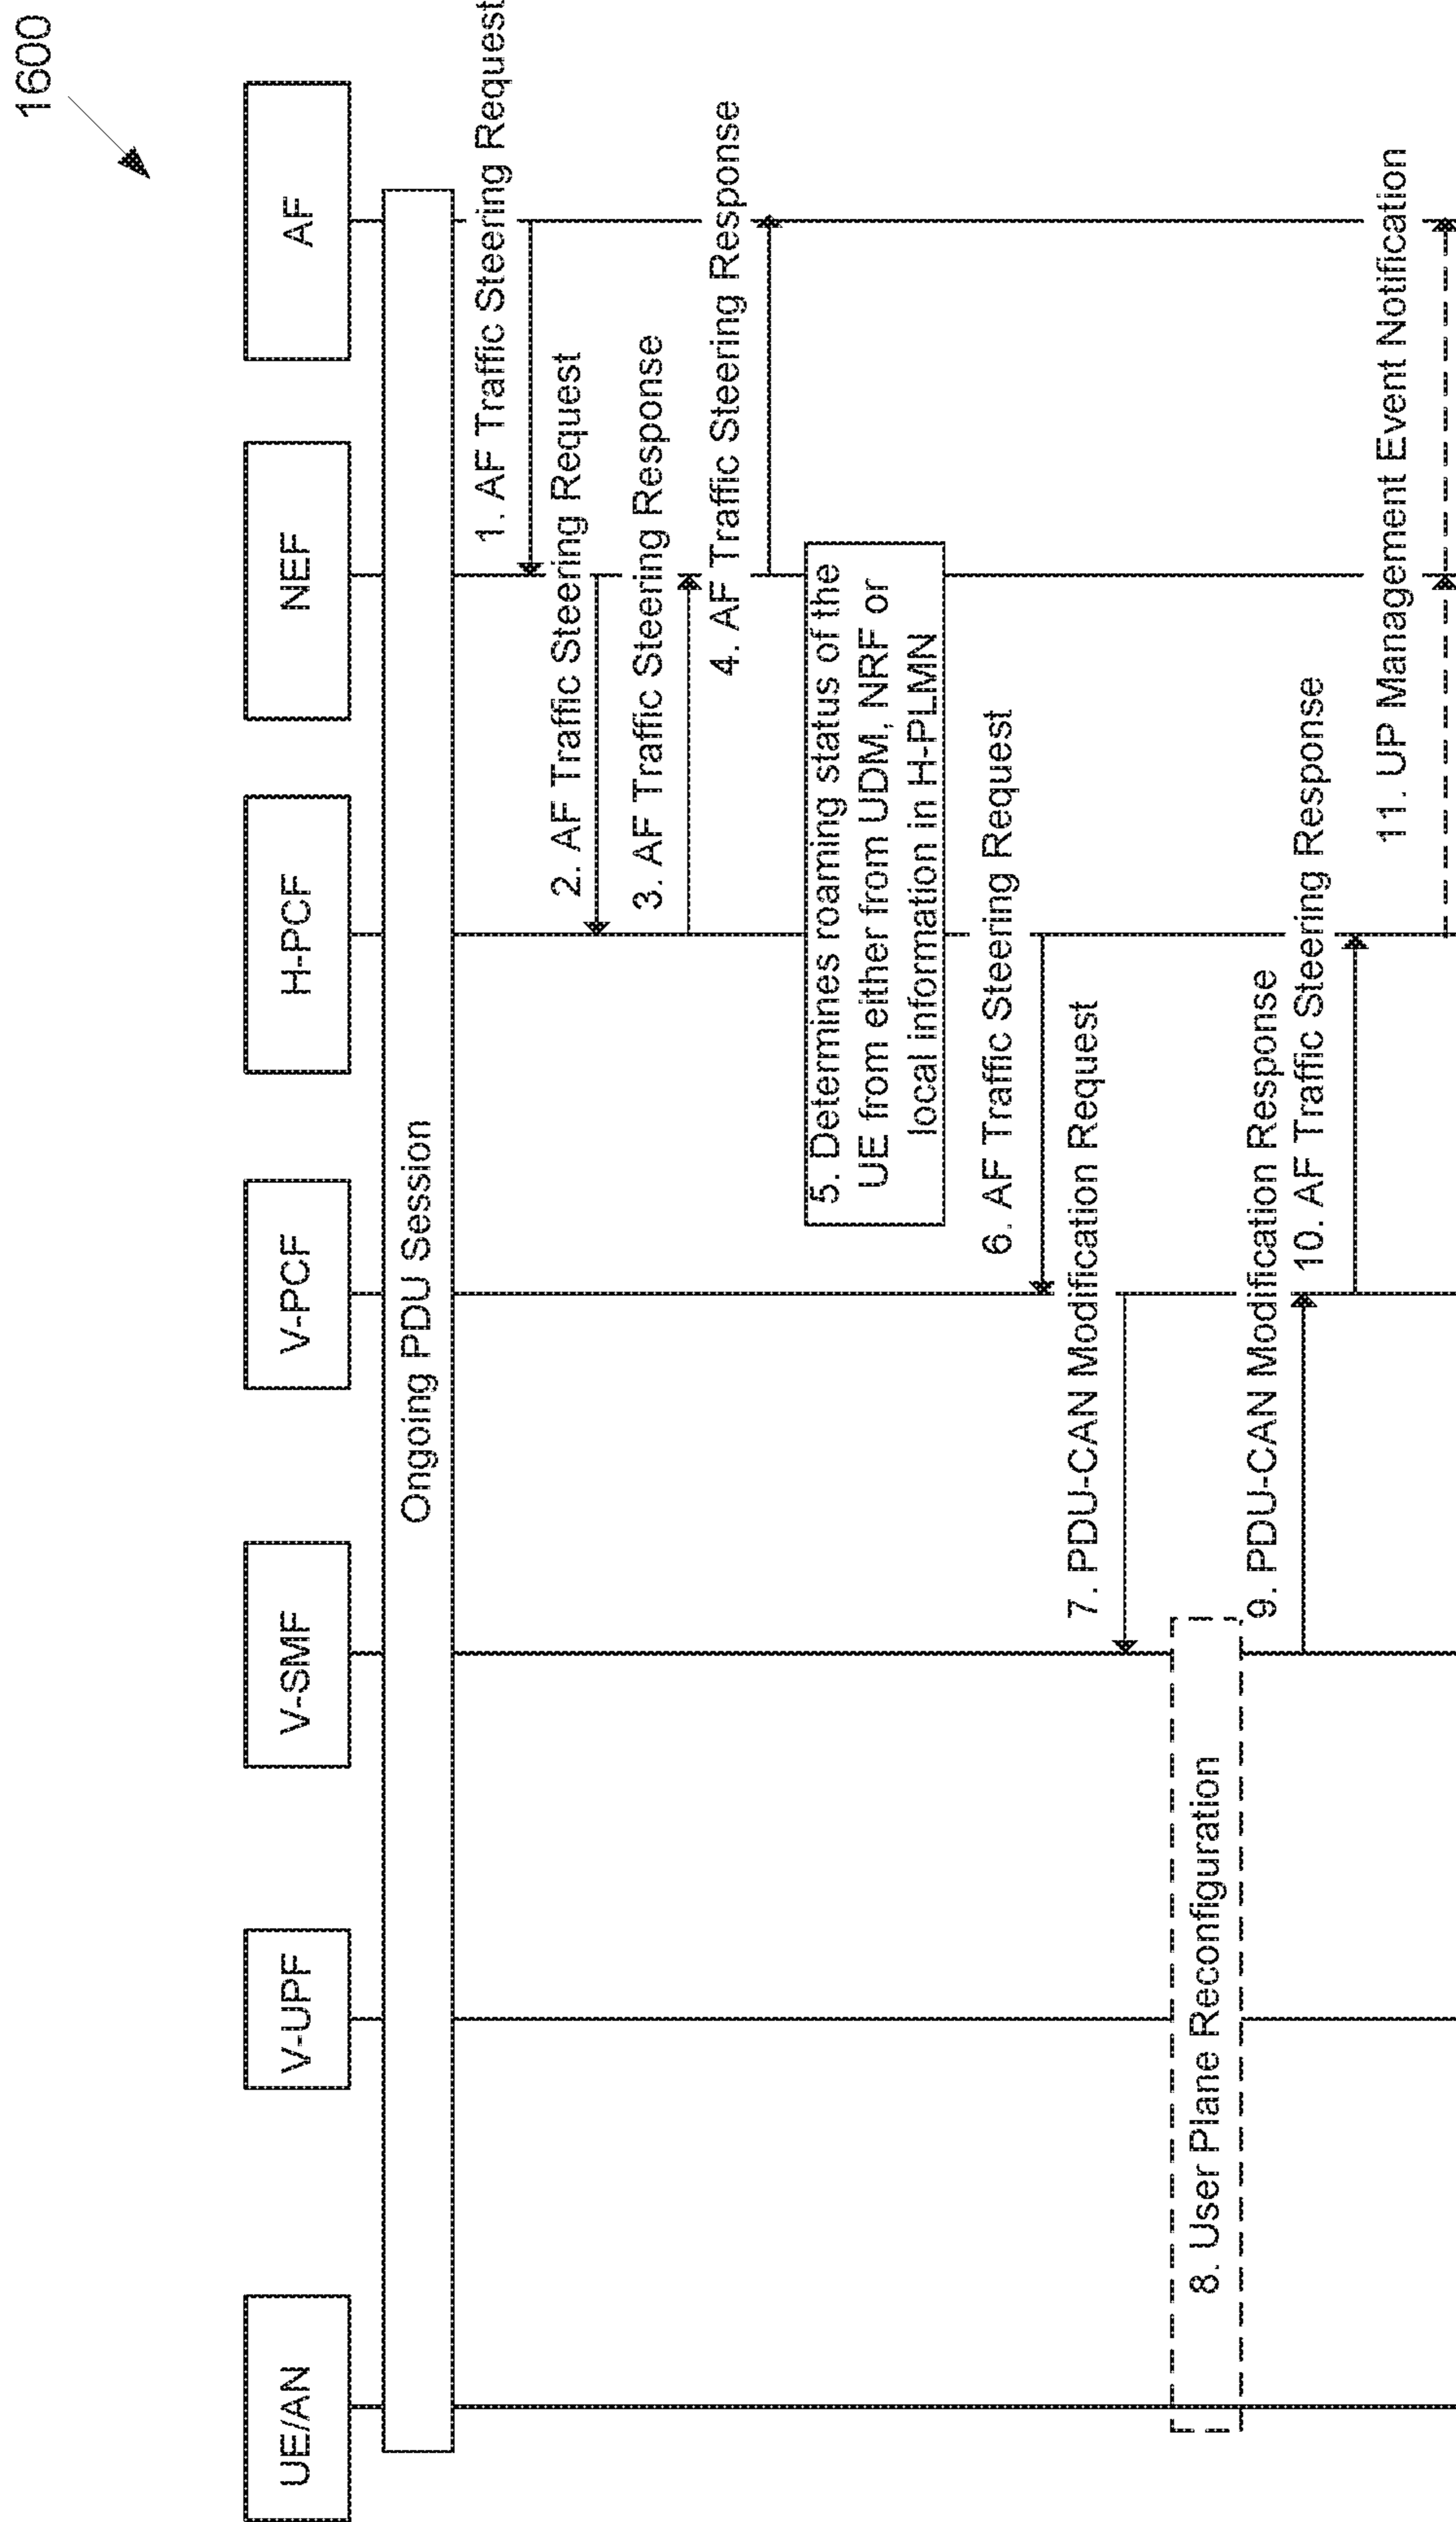 1600
UE/AN
V-UPF
V-SMF
V-PCF
H-PCF
NEF
AF
Ongoing PDU Session
1. AF Traffic Steering Request
2. AF Traffic Steering Request
3. AF Traffic Steering Response
4. AF Traffic Steering Response
5. Determines roaming status of the
UE from either from UDM, NRF or
local information in H-PLMN
6. AF Traffic Steering Request
7. PDU-CAN Modification Request
8. User Plane Reconfiguration
9. PDU-CAN Modification Response
10. AF Traffic Steering Response
11. UP Management Event Notification